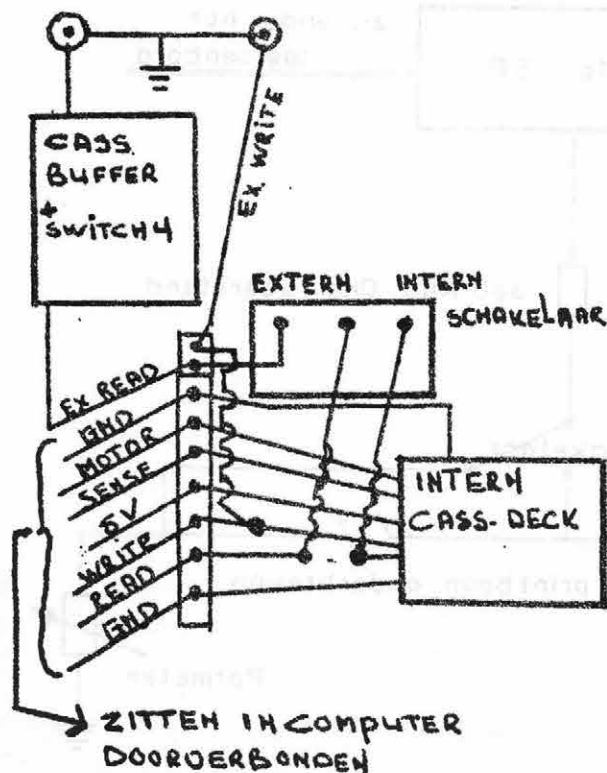 CASS.
BUFFER
+
SWITCH 4
EX WRITE
EXTERN INTERN
SCHAKELAAR
EX READ
GND
MOTOR
SENSE
6V
WRITE
READ
GND
INTERN
CASS-DECK
ZITTEN IN COMPUTER
DOORVERBONDEN